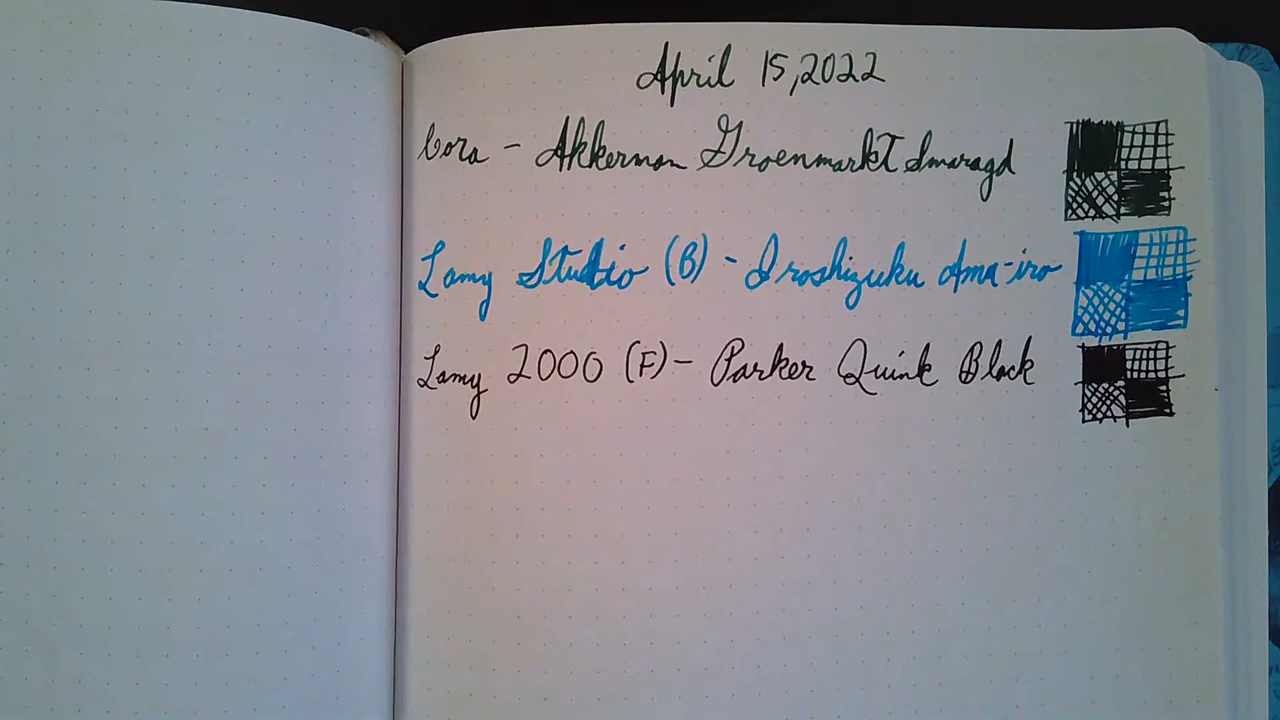 April 15,2022
Cora - Akkerman Groenmarkt Smaragd
Lamy Studio (B) - Iroshizuku Ama-iro
Lamy 2000 (F) - Parker Quink Black